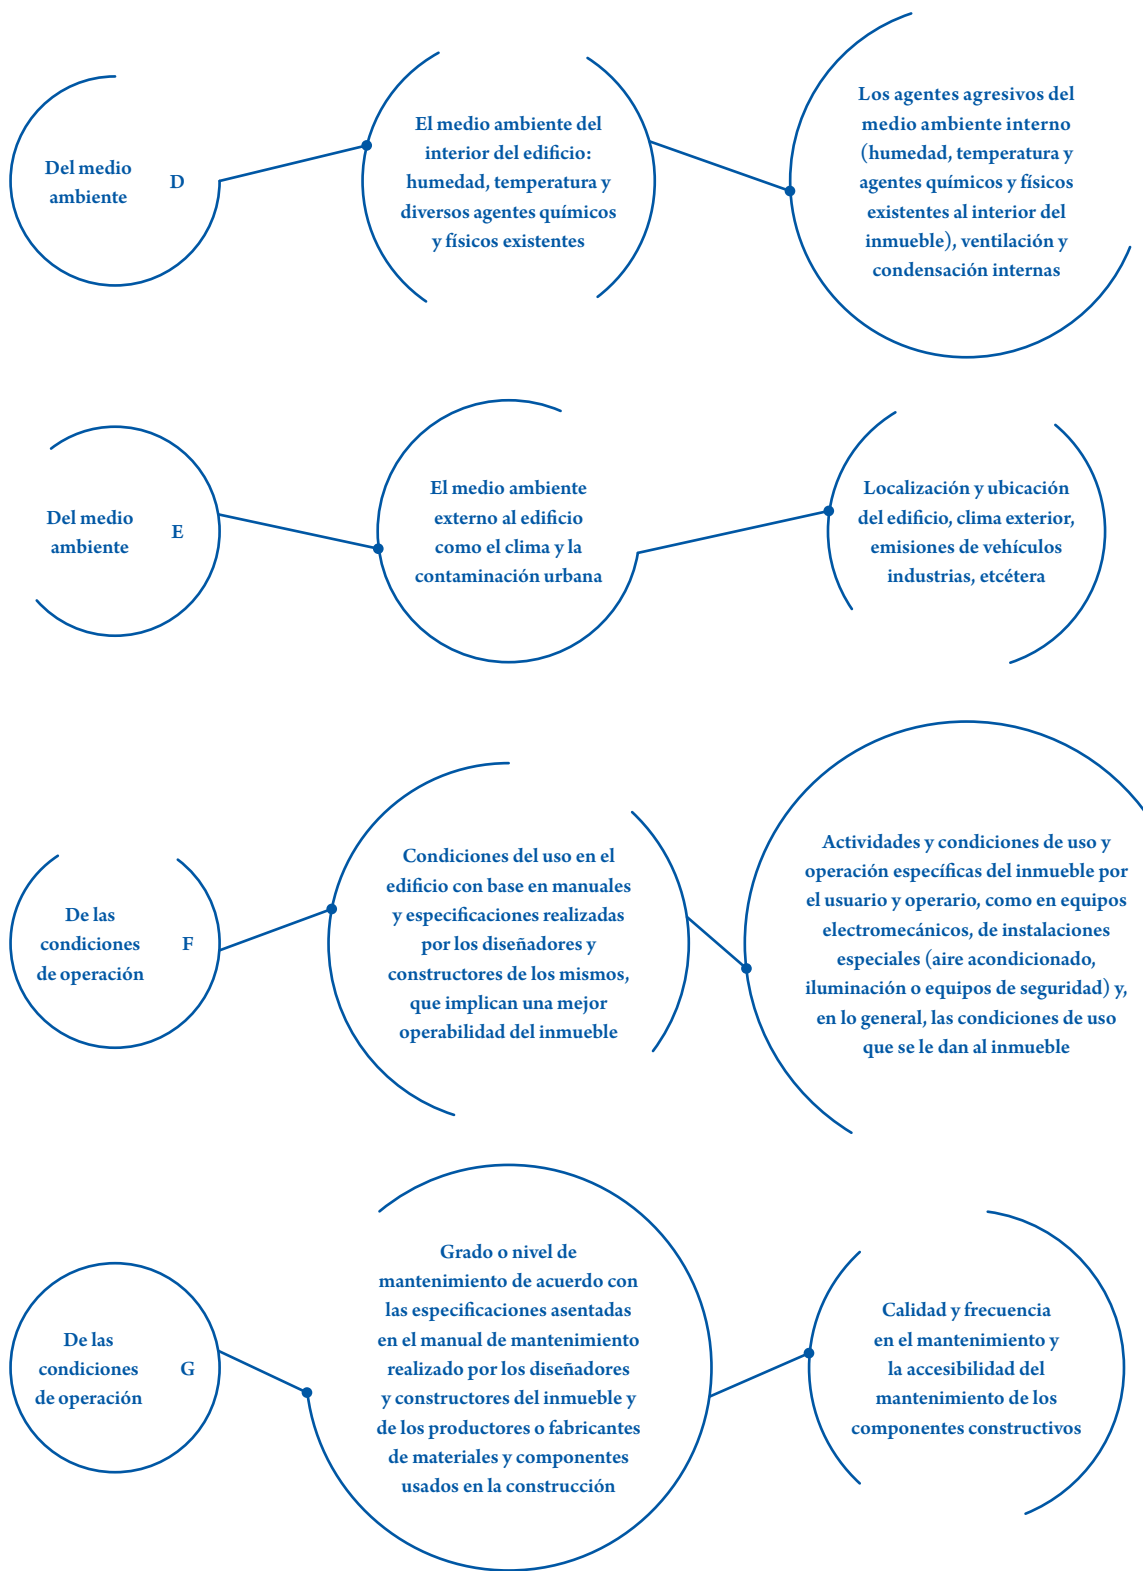 Del medio
ambiente
D
El medio ambiente del
interior del edificio:
humedad, temperatura y
diversos agentes químicos
y físicos existentes
Los agentes agresivos del
medio ambiente interno
(humedad, temperatura y
agentes químicos y físicos
existentes al interior del
inmueble), ventilación y
condensación internas
Del medio
ambiente
E
El medio ambiente
externo al edificio
como el clima y la
contaminación urbana
Localización y ubicación
del edificio, clima exterior,
emisiones de vehículos
industrias, etcétera
De las
condiciones
de operación
F
Condiciones del uso en el
edificio con base en manuales
y especificaciones realizadas
por los diseñadores y
constructores de los mismos,
que implican una mejor
operabilidad del inmueble
Actividades y condiciones de uso y
operación específicas del inmueble por
el usuario y operario, como en equipos
electromecánicos, de instalaciones
especiales (aire acondicionado,
iluminación o equipos de seguridad) y,
en lo general, las condiciones de uso
que se le dan al inmueble
De las
condiciones
de operación
G
Grado o nivel de
mantenimiento de acuerdo con
las especificaciones asentadas
en el manual de mantenimiento
realizado por los diseñadores
y constructores del inmueble y
de los productores o fabricantes
de materiales y componentes
usados en la construcción
Calidad y frecuencia
en el mantenimiento y
la accesibilidad del
mantenimiento de los
componentes constructivos